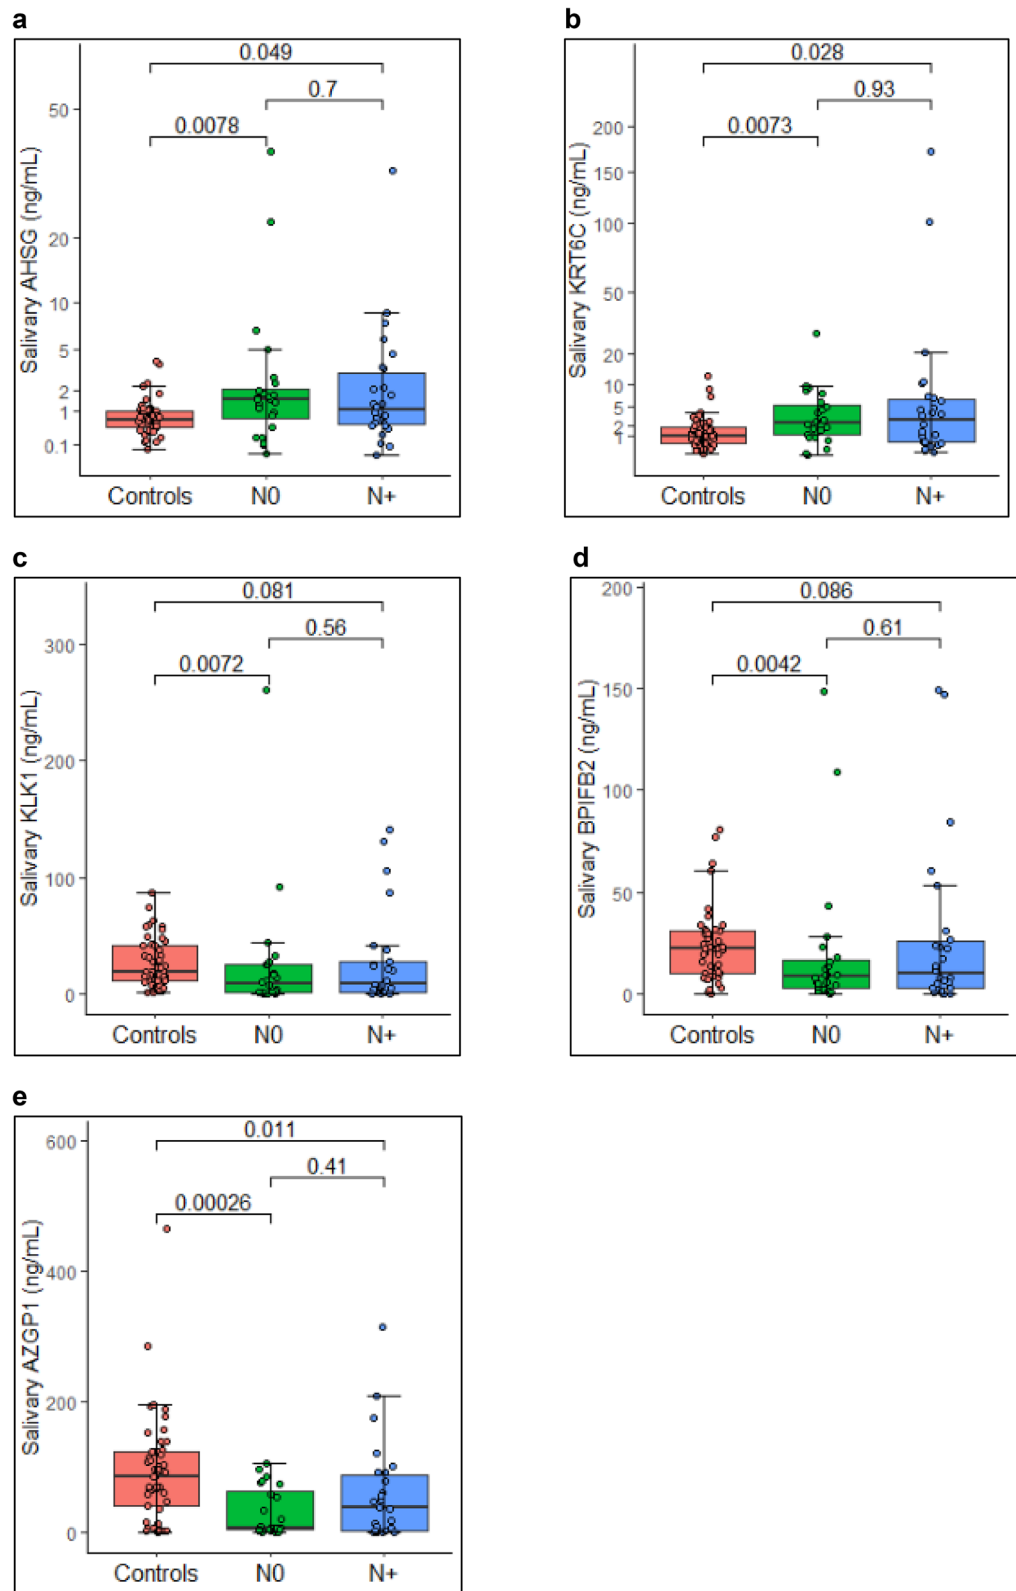 a
0.049
0.7
0.0078
Salivary AHSG (ng/mL)
50
20
10
5
2
1
0.1
Controls N0 N+
b
0.028
0.93
0.0073
Salivary KRT6C (ng/mL)
200
150
100
50
20
10
5
2
1
Controls N0 N+
c
0.081
0.56
0.0072
Salivary KLK1 (ng/mL)
300
200
100
0
Controls N0 N+
d
0.086
0.61
0.0042
Salivary BPIFB2 (ng/mL)
200
150
100
50
0
Controls N0 N+
e
0.011
0.41
0.00026
Salivary AZGP1 (ng/mL)
600
400
200
0
Controls N0 N+